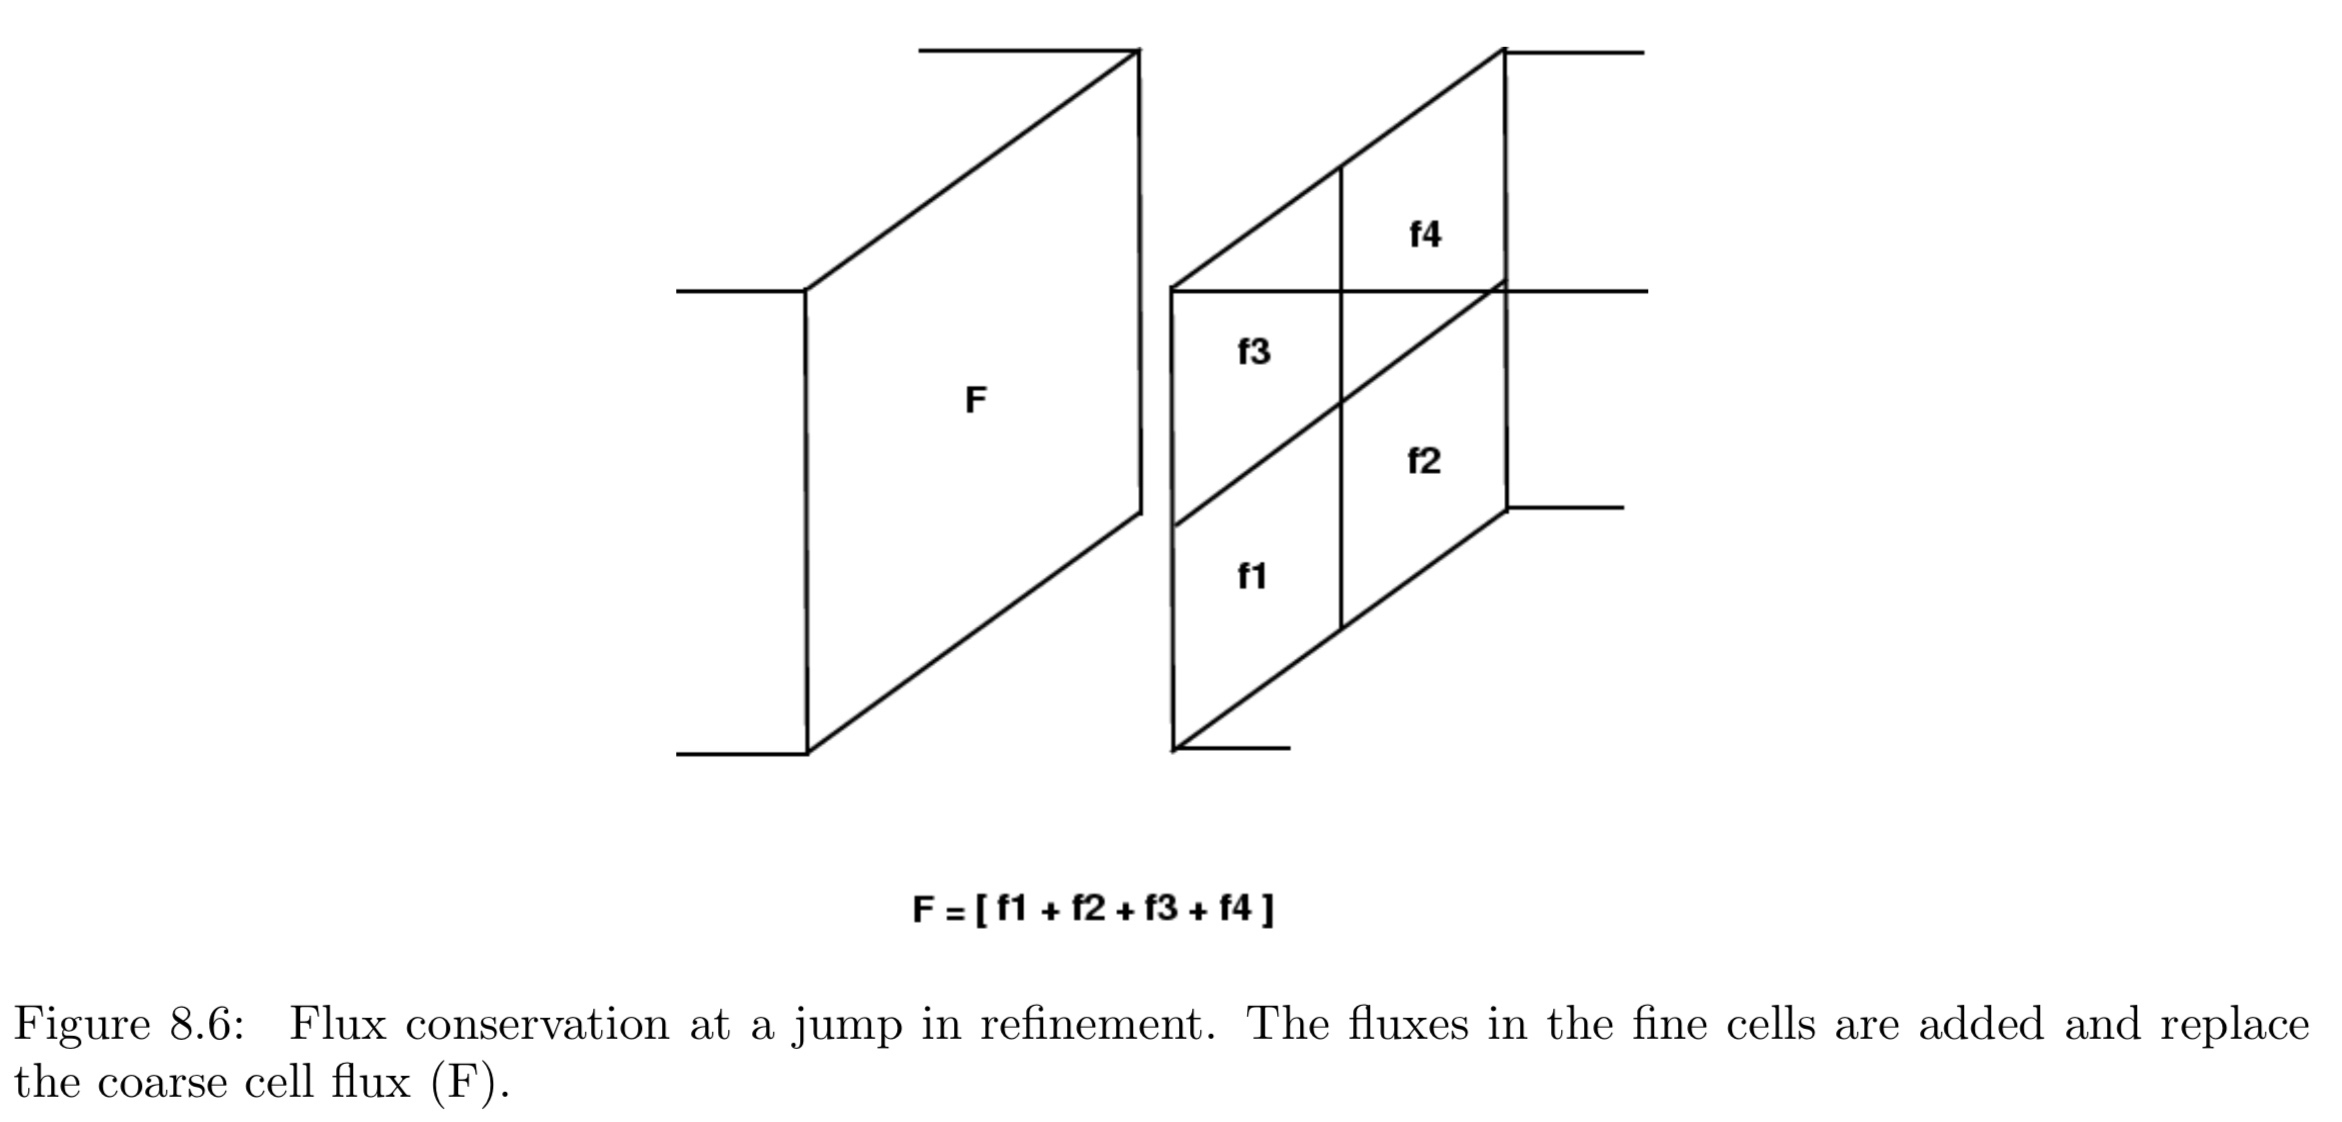 f4
f3
F
f2
f1
F = [ f1 + f2 + f3 + f4 ]
Figure 8.6: Flux conservation at a jump in refinement. The fluxes in the fine cells are added and replace
the coarse cell flux (F).